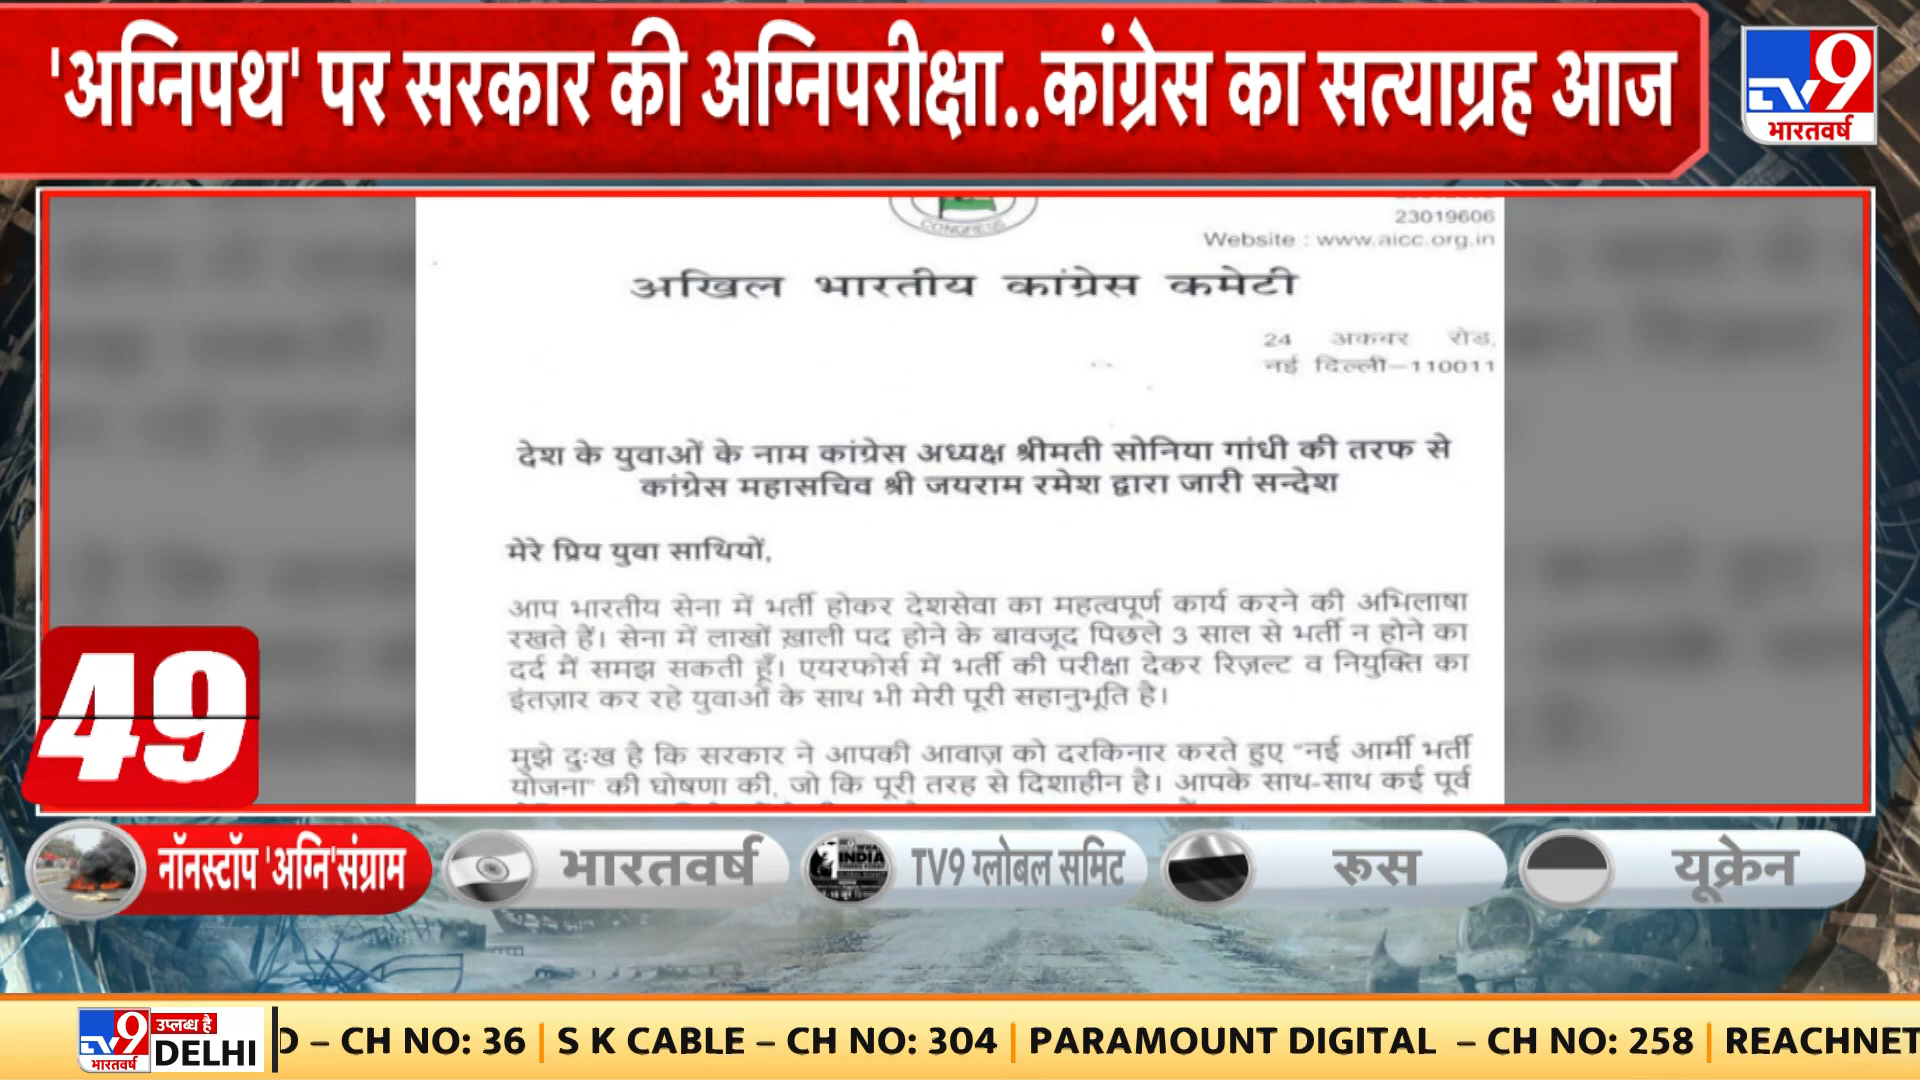 'अग्निपथ' पर सरकार की अग्निपरीक्षा..कांग्रेस का सत्याग्रह आज
TV9
भारतवर्ष
CONGRESS
23019606
Website : www.aicc.org.in
अखिल भारतीय कांग्रेस कमेटी
24 अकबर रोड,
नई दिल्ली-110011
देश के युवाओं के नाम कांग्रेस अध्यक्ष श्रीमती सोनिया गांधी की तरफ से
कांग्रेस महासचिव श्री जयराम रमेश द्वारा जारी सन्देश
मेरे प्रिय युवा साथियों,
आप भारतीय सेना में भर्ती होकर देशसेवा का महत्वपूर्ण कार्य करने की अभिलाषा
रखते हैं। सेना में लाखों ख़ाली पद होने के बावजूद पिछले 3 साल से भर्ती न होने का
दर्द मैं समझ सकती हूँ। एयरफोर्स में भर्ती की परीक्षा देकर रिज़ल्ट व नियुक्ति का
इंतज़ार कर रहे युवाओं के साथ भी मेरी पूरी सहानुभूति है।
मुझे दुःख है कि सरकार ने आपकी आवाज़ को दरकिनार करते हुए "नई आर्मी भर्ती
योजना" की घोषणा की, जो कि पूरी तरह से दिशाहीन है। आपके साथ-साथ कई पूर्व
49
नॉनस्टॉप 'अग्नि'संग्राम
भारतवर्ष
INDIA
TV9 ग्लोबल समिट
रूस
यूक्रेन
TV9
भारतवर्ष
उपलब्ध है
DELHI
D – CH NO: 36 | S K CABLE – CH NO: 304 | PARAMOUNT DIGITAL – CH NO: 258 | REACHNET